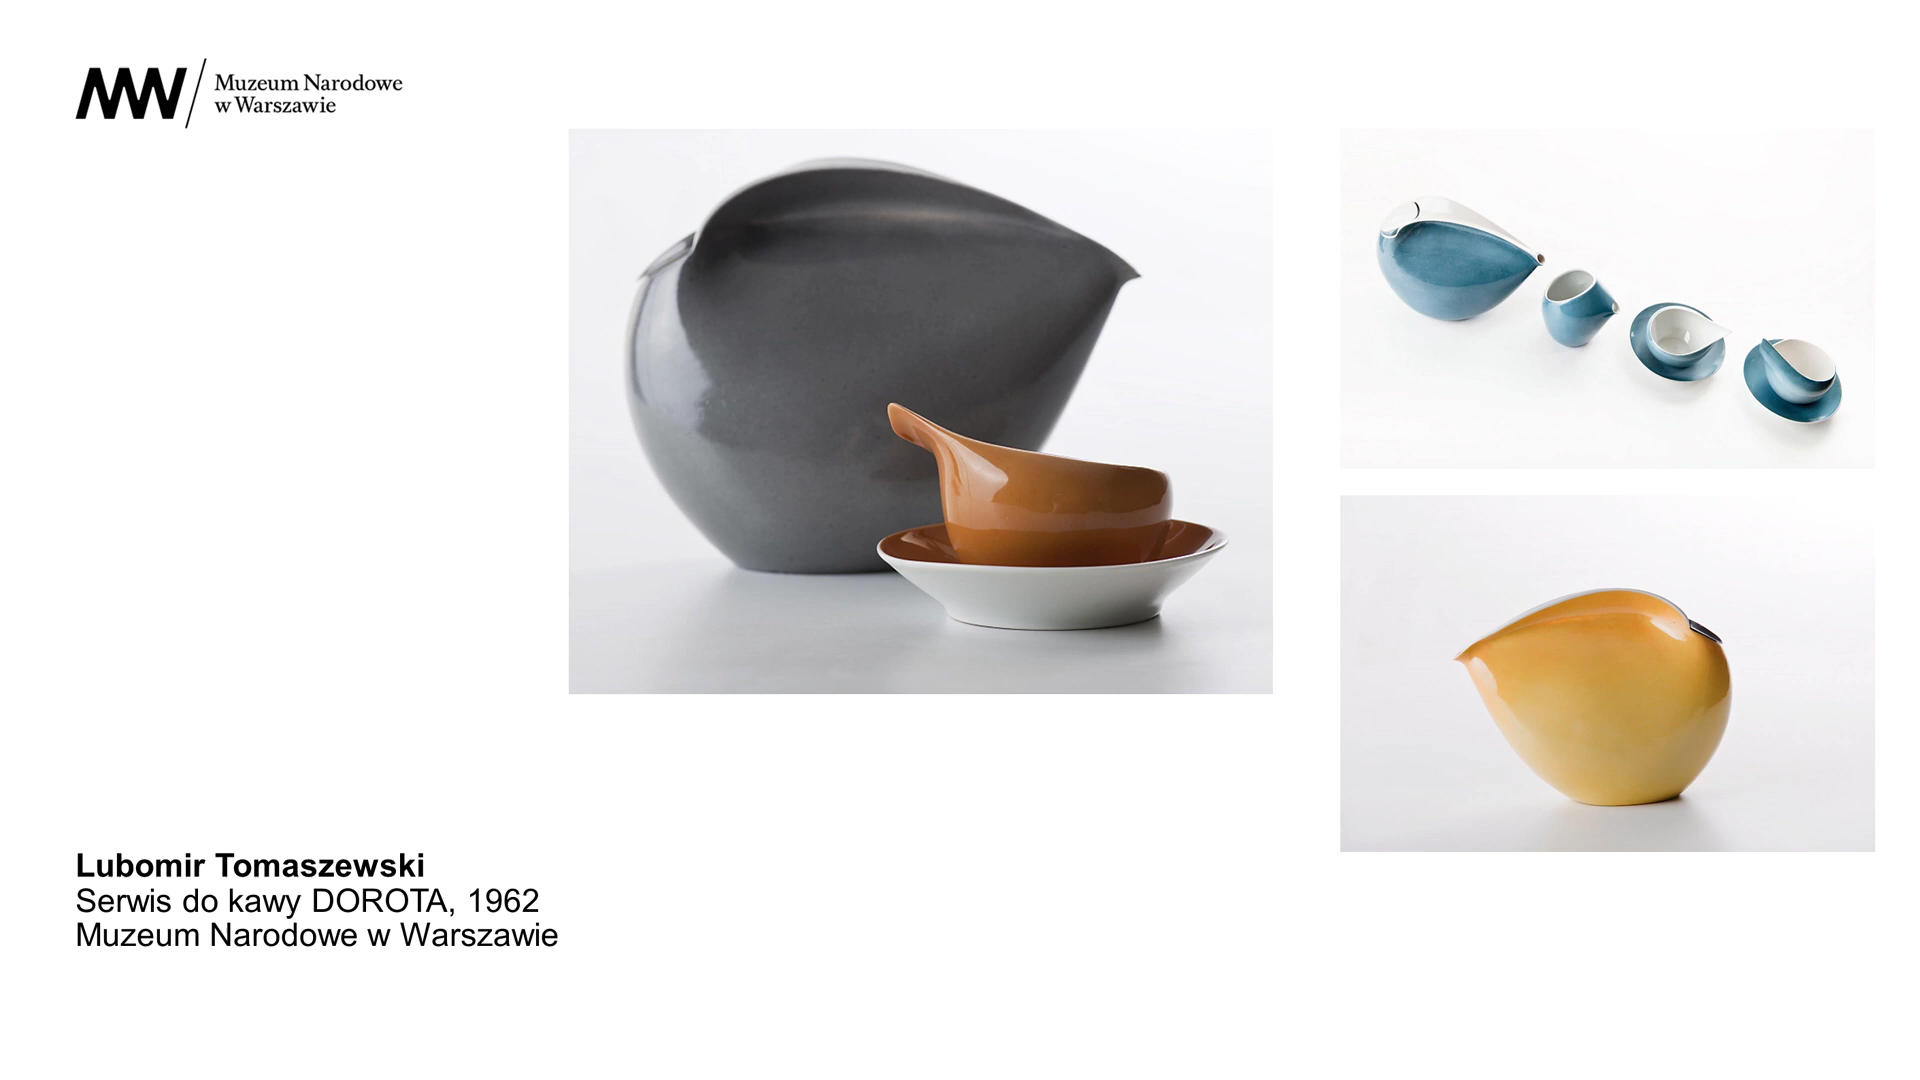 MNW
Muzeum Narodowe
w Warszawie
Lubomir Tomaszewski
Serwis do kawy DOROTA, 1962
Muzeum Narodowe w Warszawie